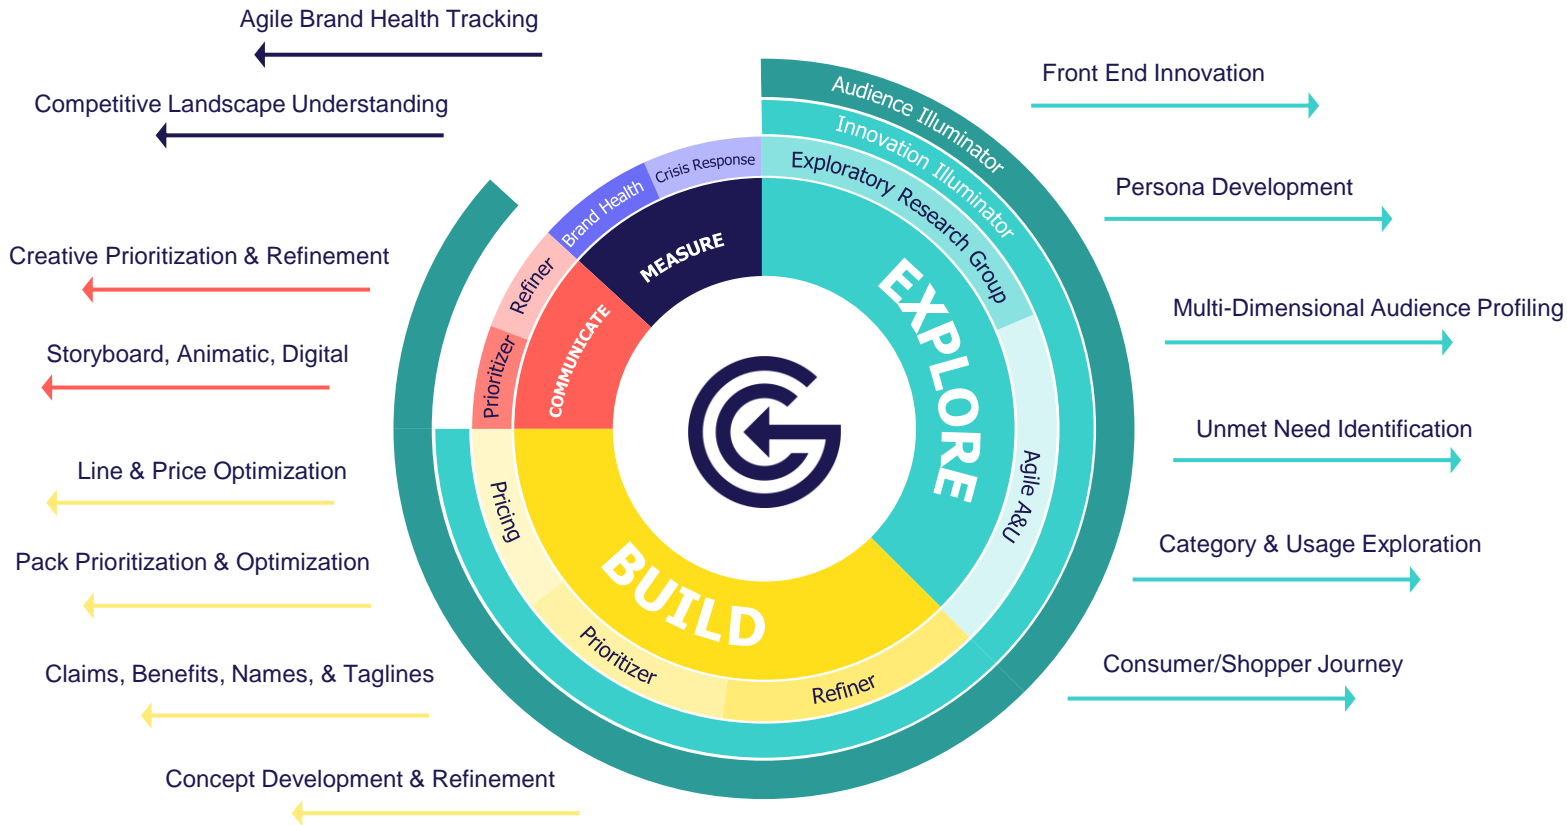 Agile Brand Health Tracking
Competitive Landscape Understanding
Creative Prioritization & Refinement
Storyboard, Animatic, Digital
Line & Price Optimization
Pack Prioritization & Optimization
Claims, Benefits, Names, & Taglines
Concept Development & Refinement
Audience Illuminator
Innovation Illuminator
Exploratory Research Group
Agile A&U
EXPLORE
Crisis Response
Brand Health
MEASURE
Refiner
Prioritizer
COMMUNICATE
Pricing
Prioritizer
Refiner
BUILD
Front End Innovation
Persona Development
Multi-Dimensional Audience Profiling
Unmet Need Identification
Category & Usage Exploration
Consumer/Shopper Journey